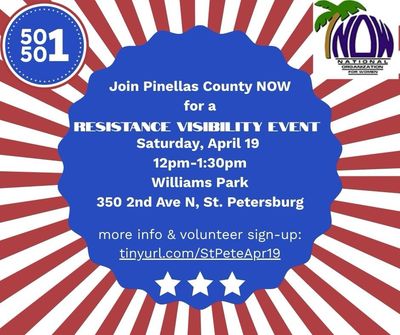 50
50 1
NOW
NATIONAL
ORGANIZATION
FOR WOMEN
Join Pinellas County NOW
for a
RESISTANCE VISIBILITY EVENT
Saturday, April 19
12pm-1:30pm
Williams Park
350 2nd Ave N, St. Petersburg
more info & volunteer sign-up:
tinyurl.com/StPeteApr19